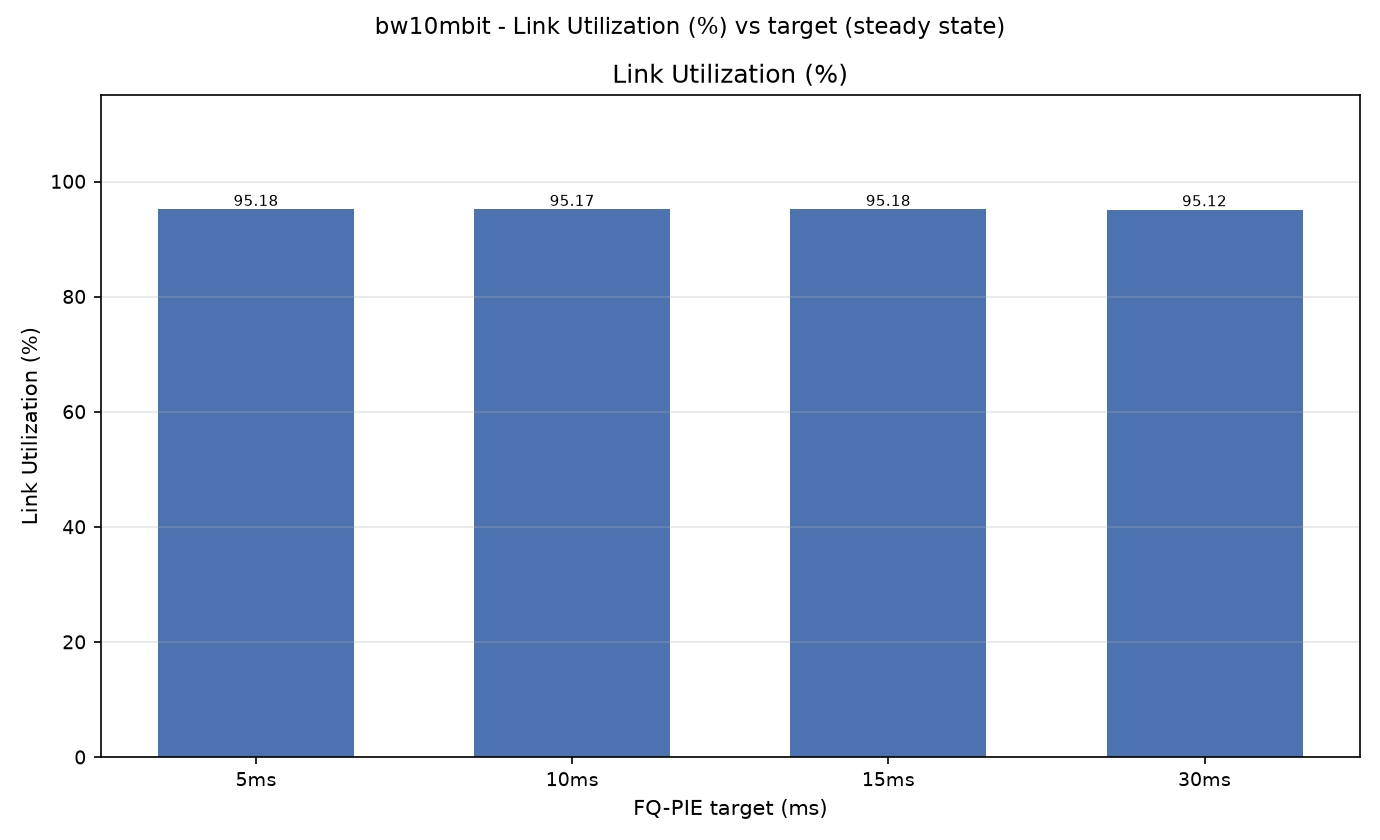 bw10mbit - Link Utilization (%) vs target (steady state)
Link Utilization (%)
100
80
60
40
20
0
Link Utilization (%)
95.18
95.17
95.18
95.12
5ms
10ms
15ms
30ms
FQ-PIE target (ms)